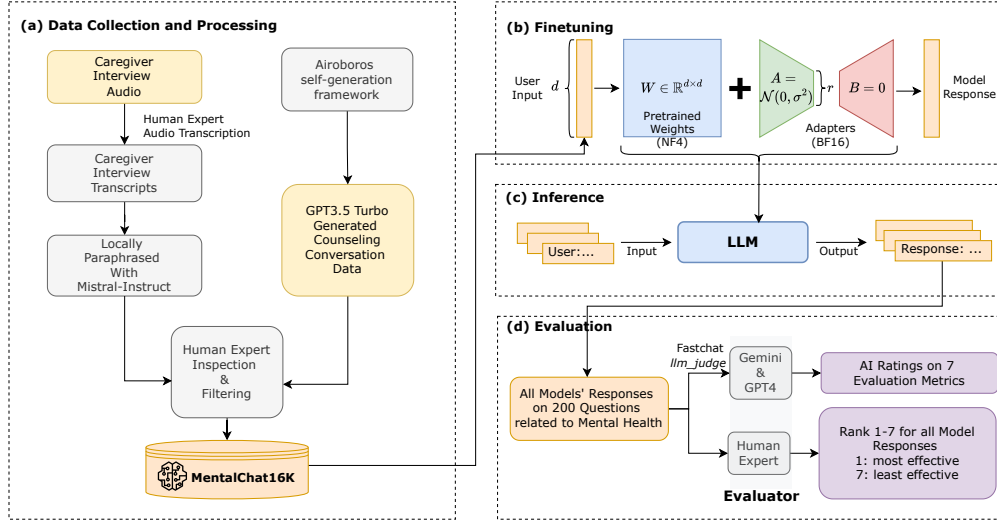 (a) Data Collection and Processing
Caregiver
Interview
Audio
Human Expert
Audio Transcription
Caregiver
Interview
Transcripts
Locally
Paraphrased
With
Mistral-Instruct
Airoboros
self-generation
framework
GPT3.5 Turbo
Generated
Counseling
Conversation
Data
Human Expert
Inspection
&
Filtering
MentalChat16K
(b) Finetuning
User
Input
d
W ∈ ℝ^{d×d}
Pretrained
Weights
(NF4)
+
A =
𝒩(0, σ²)
r
B = 0
Adapters
(BF16)
Model
Response
(c) Inference
User:...
Input
LLM
Output
Response: ...
(d) Evaluation
All Models' Responses
on 200 Questions
related to Mental Health
Fastchat
llm_judge
Gemini
&
GPT4
Human
Expert
Evaluator
AI Ratings on 7
Evaluation Metrics
Rank 1-7 for all Model
Responses
1: most effective
7: least effective